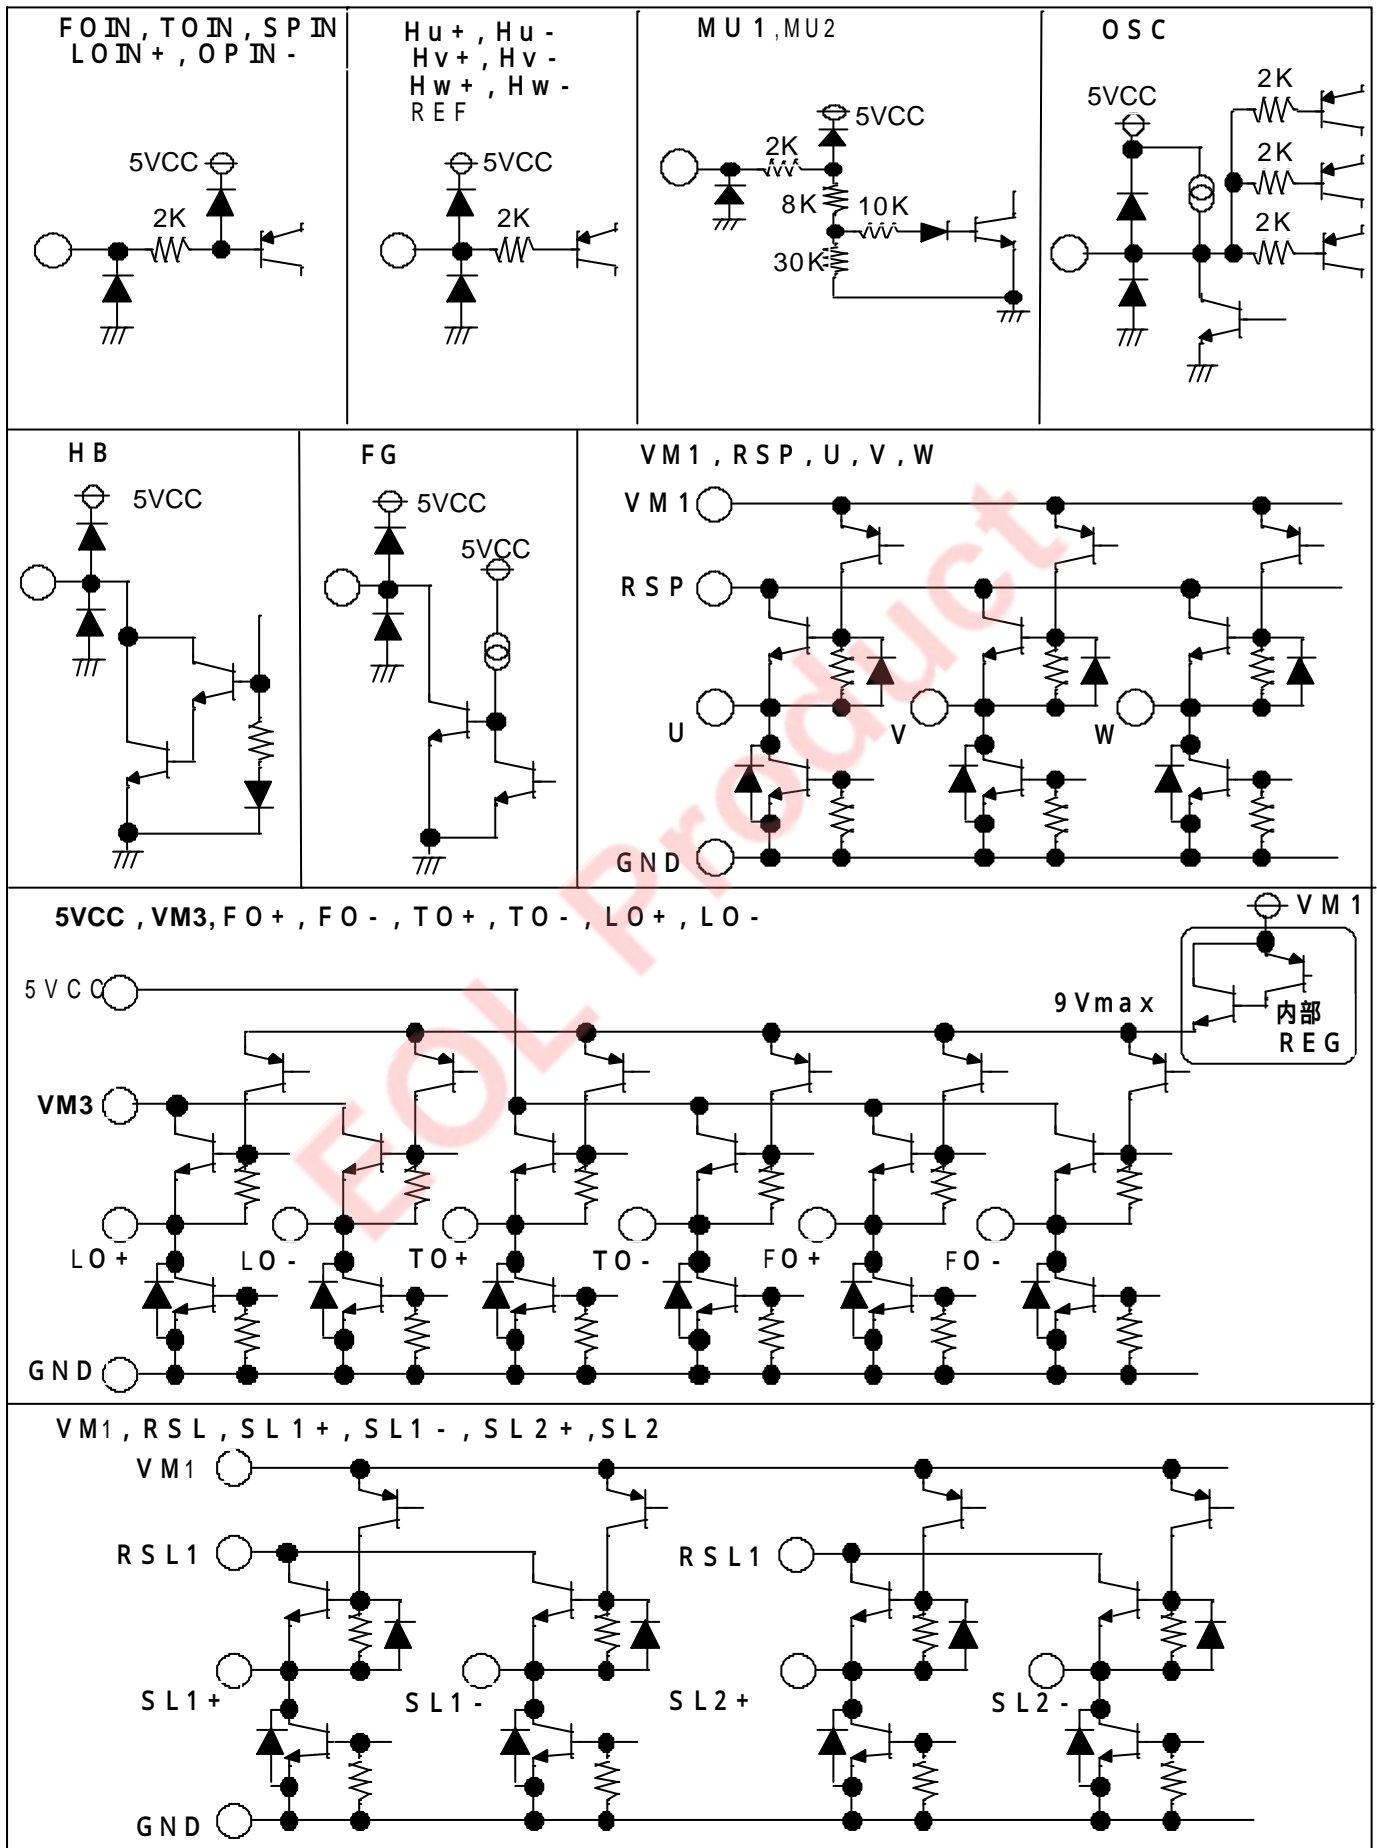 FOIN, TOIN, SPIN
LOIN+, OPIN-
5VCC
2K
Hu+, Hu-
Hv+, Hv-
Hw+, Hw-
REF
5VCC
2K
MU1, MU2
5VCC
2K
8K
10K
30K
OSC
5VCC
2K
2K
2K
HB
5VCC
FG
5VCC
5VCC
VM1, RSP, U, V, W
VM1
RSP
U
V
W
GND
5VCC, VM3, FO+, FO-, TO+, TO-, LO+, LO-
VM1
5VCC
9Vmax
内部
REG
VM3
LO+
LO-
TO+
TO-
FO+
FO-
GND
VM1, RSL, SL1+, SL1-, SL2+, SL2
VM1
RSL1
RSL1
SL1+
SL1-
SL2+
SL2-
GND
EOL Product